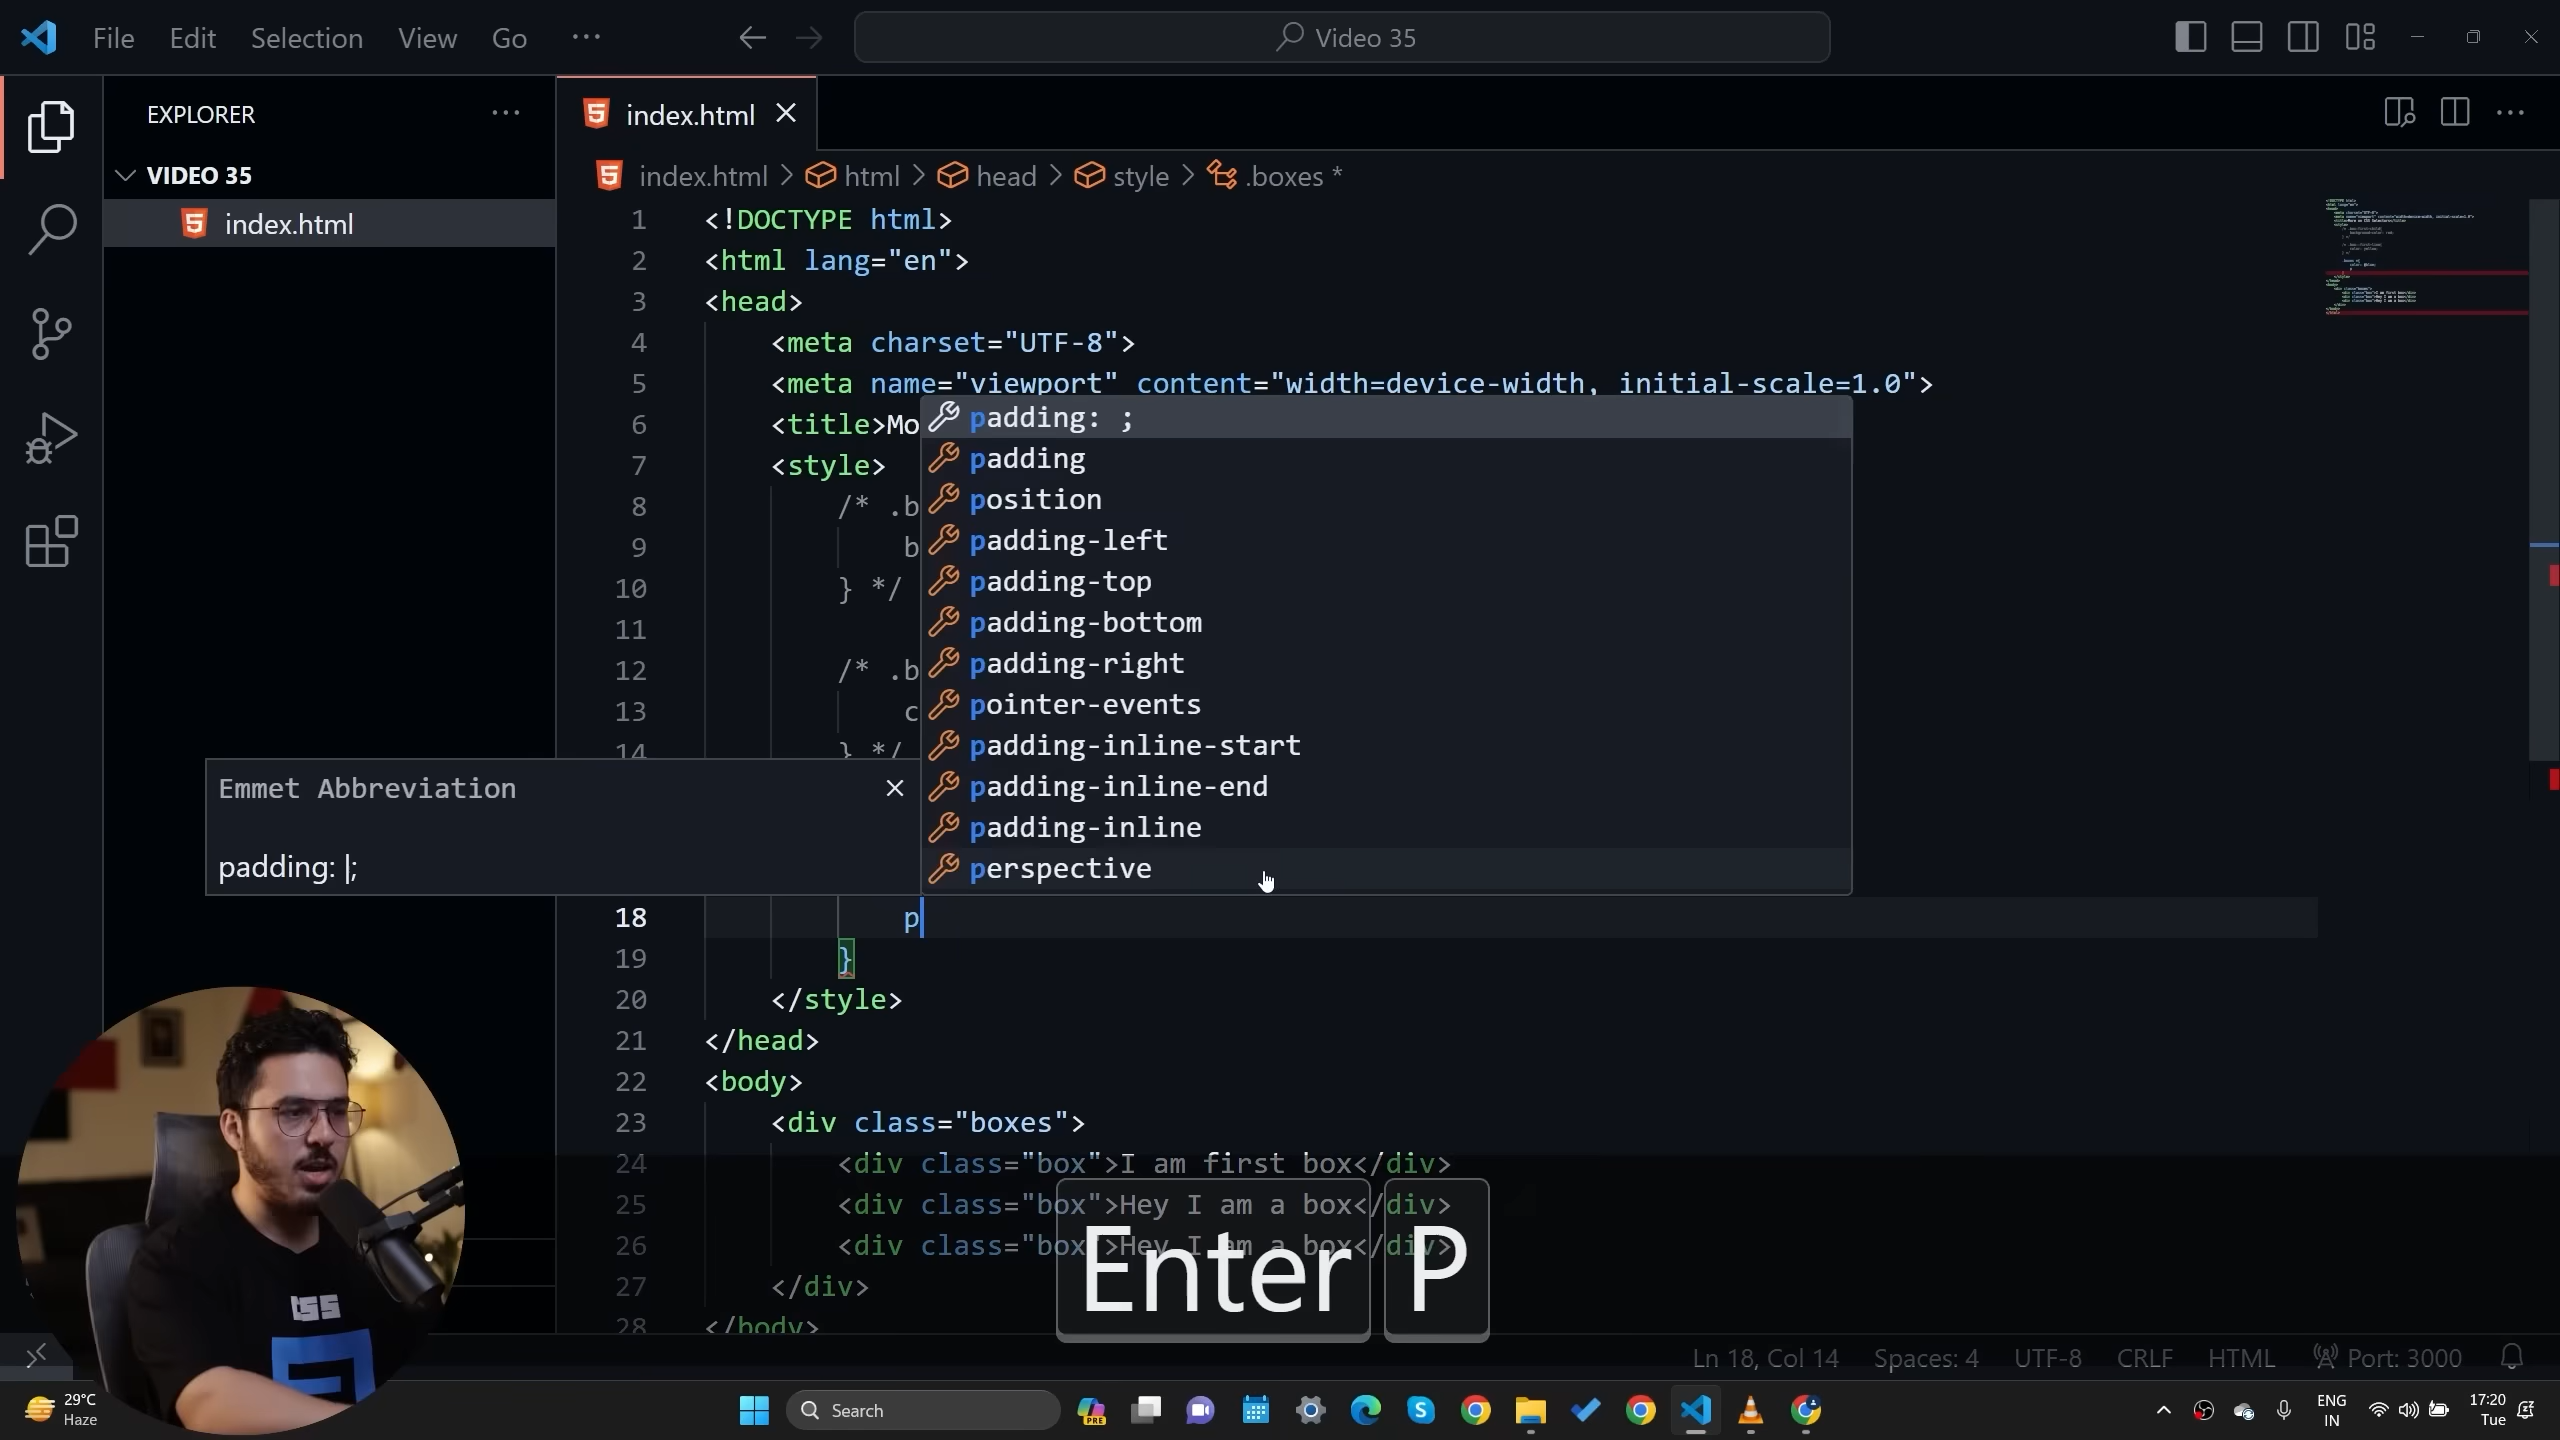 File Edit Selection View Go ··· Video 35
EXPLORER ···
VIDEO 35
index.html
index.html
index.html > html > head > style > .boxes *
1 <!DOCTYPE html>
2 <html lang="en">
3 <head>
4 <meta charset="UTF-8">
5 <meta name="viewport" content="width=device-width, initial-scale=1.0">
6 <title>Mo
7 <style>
8 /* .b
9 b
10 } */
11
12 /* .b
13 c
14 } */
padding: ;
padding
position
padding-left
padding-top
padding-bottom
padding-right
pointer-events
padding-inline-start
padding-inline-end
padding-inline
perspective
Emmet Abbreviation
padding: |;
18 p
19 }
20 </style>
21 </head>
22 <body>
23 <div class="boxes">
24 <div class="box">I am first box</div>
25 <div class="box">Hey I am a box</div>
26 <div class="box">Hey I am a box</div>
27 </div>
28 </body>
Enter P
Ln 18, Col 14 Spaces: 4 UTF-8 CRLF HTML Port: 3000
29°C
Haze
Search
PRE
ENG
IN
17:20
Tue